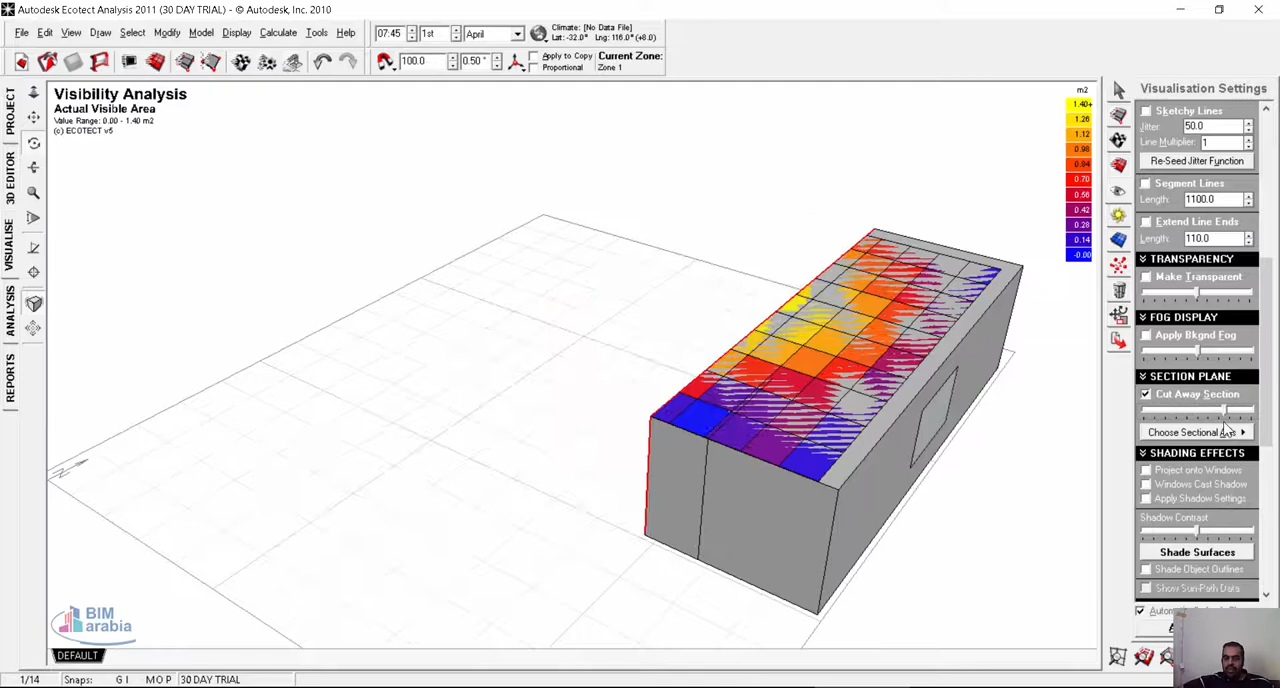 Autodesk Ecotect Analysis 2011 (30 DAY TRIAL) - © Autodesk, Inc. 2010
File Edit View Draw Select Modify Model Display Calculate Tools Help
07:45 1st April
Climate: [No Data File]
Lat: -32.0° Lng: 116.0° (+8.0)
100.0 0.50°
Apply to Copy
Proportional
Current Zone:
Zone 1
PROJECT
3D EDITOR
VISUALISE
ANALYSIS
REPORTS
Visibility Analysis
Actual Visible Area
Value Range: 0.00 - 1.40 m2
(c) ECOTECT v5
m2
1.40+
1.26
1.12
0.98
0.84
0.70
0.56
0.42
0.28
0.14
-0.00
N
BIM
arabia
DEFAULT
Visualisation Settings
Sketchy Lines
Jitter: 50.0
Line Multiplier: 1
Re-Seed Jitter Function
Segment Lines
Length: 1100.0
Extend Line Ends
Length: 110.0
TRANSPARENCY
Make Transparent
FOG DISPLAY
Apply Bkgnd Fog
SECTION PLANE
Cut Away Section
Choose Sectional
SHADING EFFECTS
Project onto Windows
Windows Cast Shadow
Apply Shadow Settings
Shadow Contrast
Shade Surfaces
Shade Object Outlines
Show Sun-Path Data
1/14 Snaps: G I M O P 30 DAY TRIAL